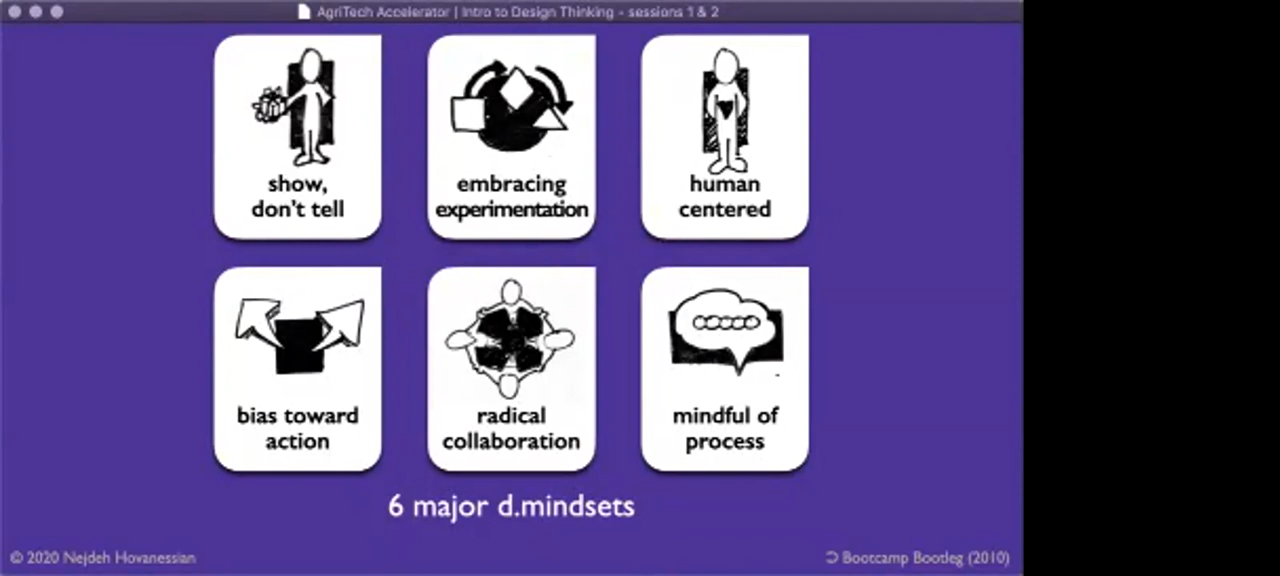 AgriTech Accelerator | Intro to Design Thinking - sessions 1 & 2
show,
don't tell
embracing
experimentation
human
centered
bias toward
action
radical
collaboration
mindful of
process
6 major d.mindsets
© 2020 Nejdeh Hovanessian
Bootcamp Bootleg (2010)